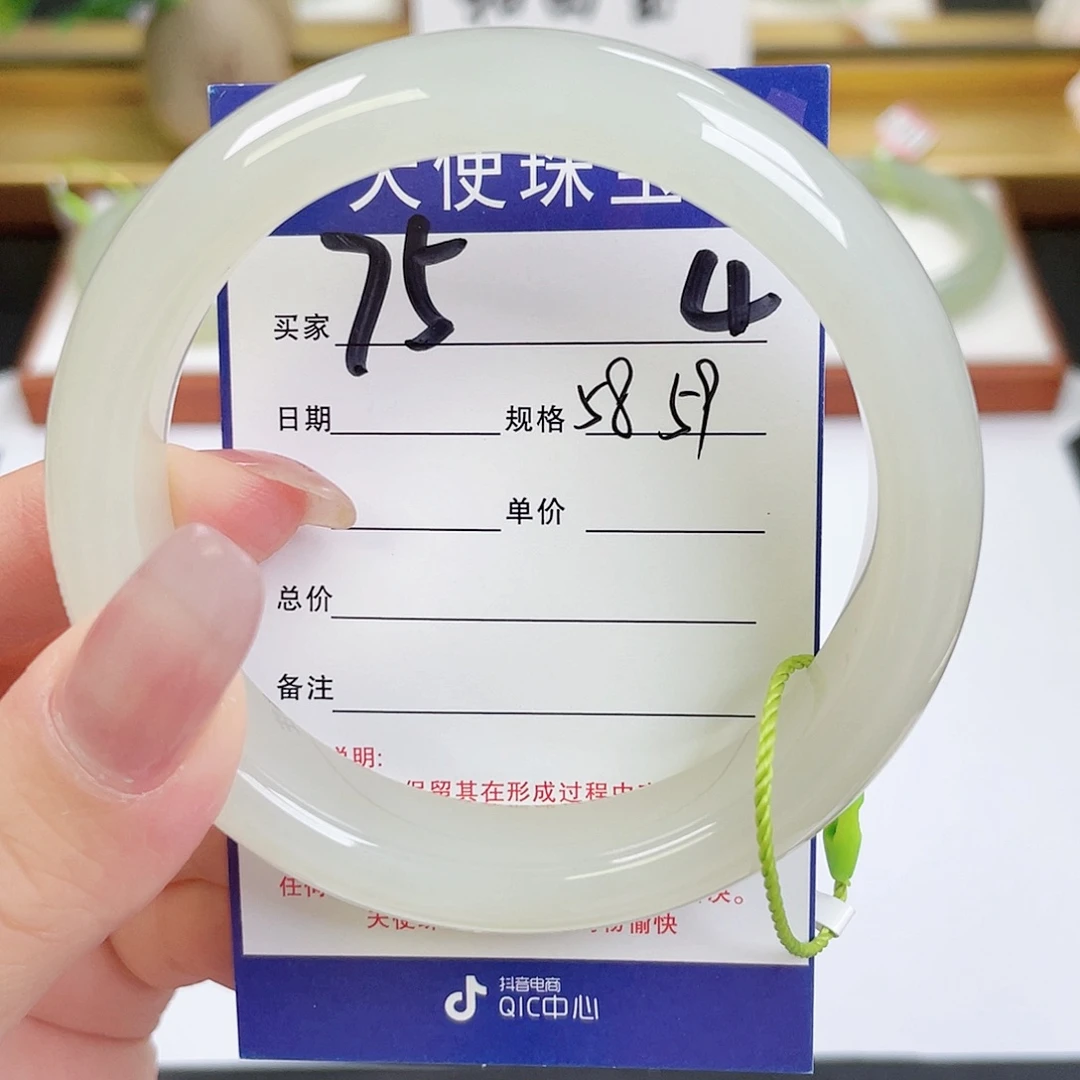 天使珠宝
75 4
买家
日期 规格 58 59
单价
总价
备注
说明:
保留其在形成过程中
任何
天使珠 愉快
抖音电商
QIC中心